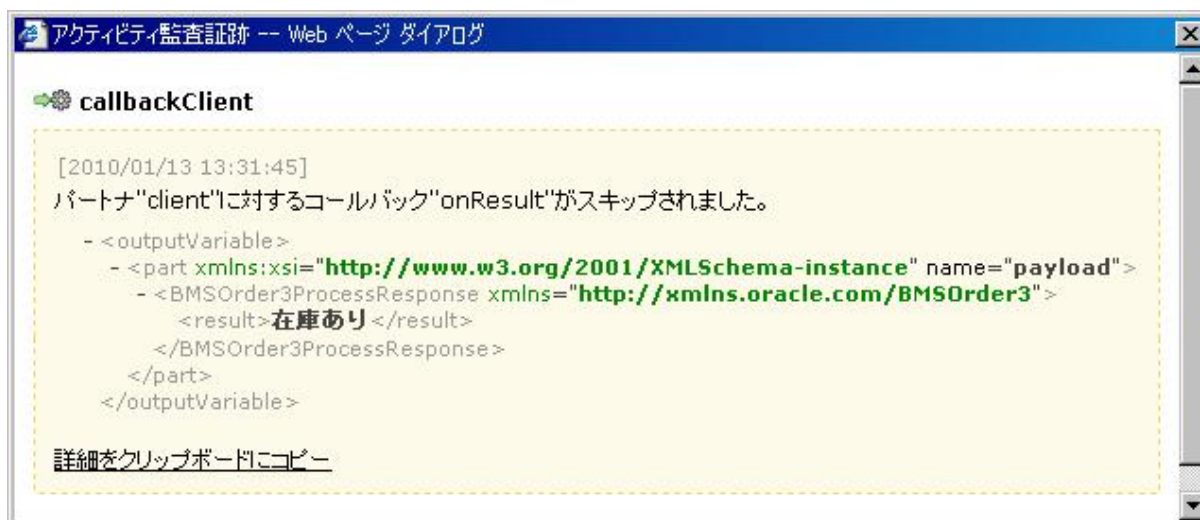 アクティビティ監査証跡 -- Web ページ ダイアログ
callbackClient
[2010/01/13 13:31:45]
パートナ"client"に対するコールバック"onResult"がスキップされました。
- <outputVariable>
- <part xmlns:xsi="http://www.w3.org/2001/XMLSchema-instance" name="payload">
- <BMSOrder3ProcessResponse xmlns="http://xmlns.oracle.com/BMSOrder3">
<result>在庫あり</result>
</BMSOrder3ProcessResponse>
</part>
</outputVariable>
詳細をクリップボードにコピー